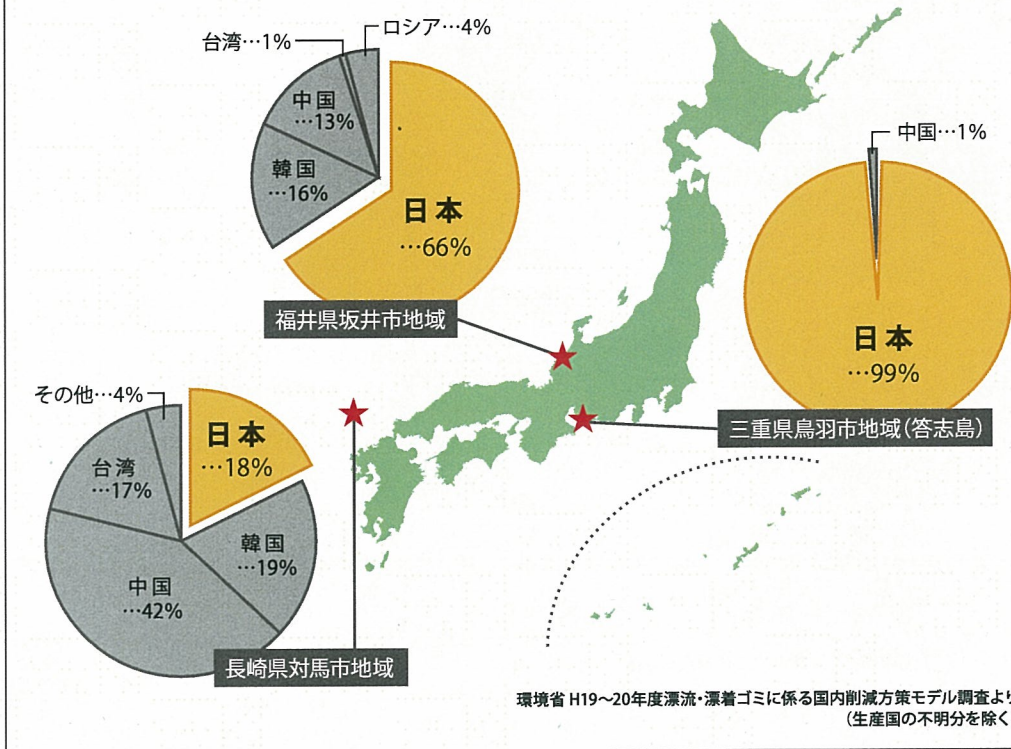 台湾…1%
ロシア…4%
中国
…13%
韓国
…16%
日本
…66%
福井県坂井市地域
中国…1%
日本
…99%
三重県鳥羽市地域(答志島)
その他…4%
日本
…18%
台湾
…17%
韓国
…19%
中国
…42%
長崎県対馬市地域
環境省 H19〜20年度漂流・漂着ゴミに係る国内削減方策モデル調査より
(生産国の不明分を除く